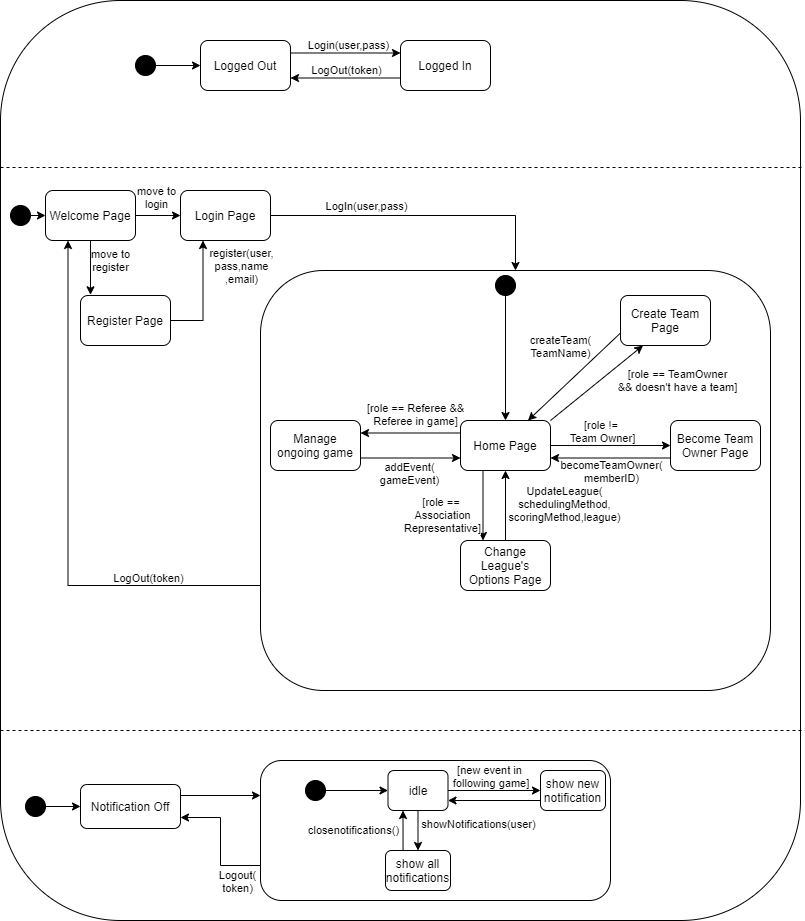 Login(user,pass)
Logged Out
Logged In
LogOut(token)
move to
login
Welcome Page
Login Page
LogIn(user,pass)
move to
register
register(user,
pass,name
,email)
Register Page
Create Team
Page
createTeam(
TeamName)
[role == TeamOwner
&& doesn't have a team]
[role == Referee &&
Referee in game]
Manage
ongoing game
Home Page
[role !=
Team Owner]
Become Team
Owner Page
addEvent(
gameEvent)
becomeTeamOwner(
memberID)
[role ==
Association
Representative]
UpdateLeague(
schedulingMethod,
scoringMethod,league)
Change
League's
Options Page
LogOut(token)
Notification Off
idle
[new event in
following game]
show new
notification
closenotifications()
showNotifications(user)
show all
notifications
Logout(
token)